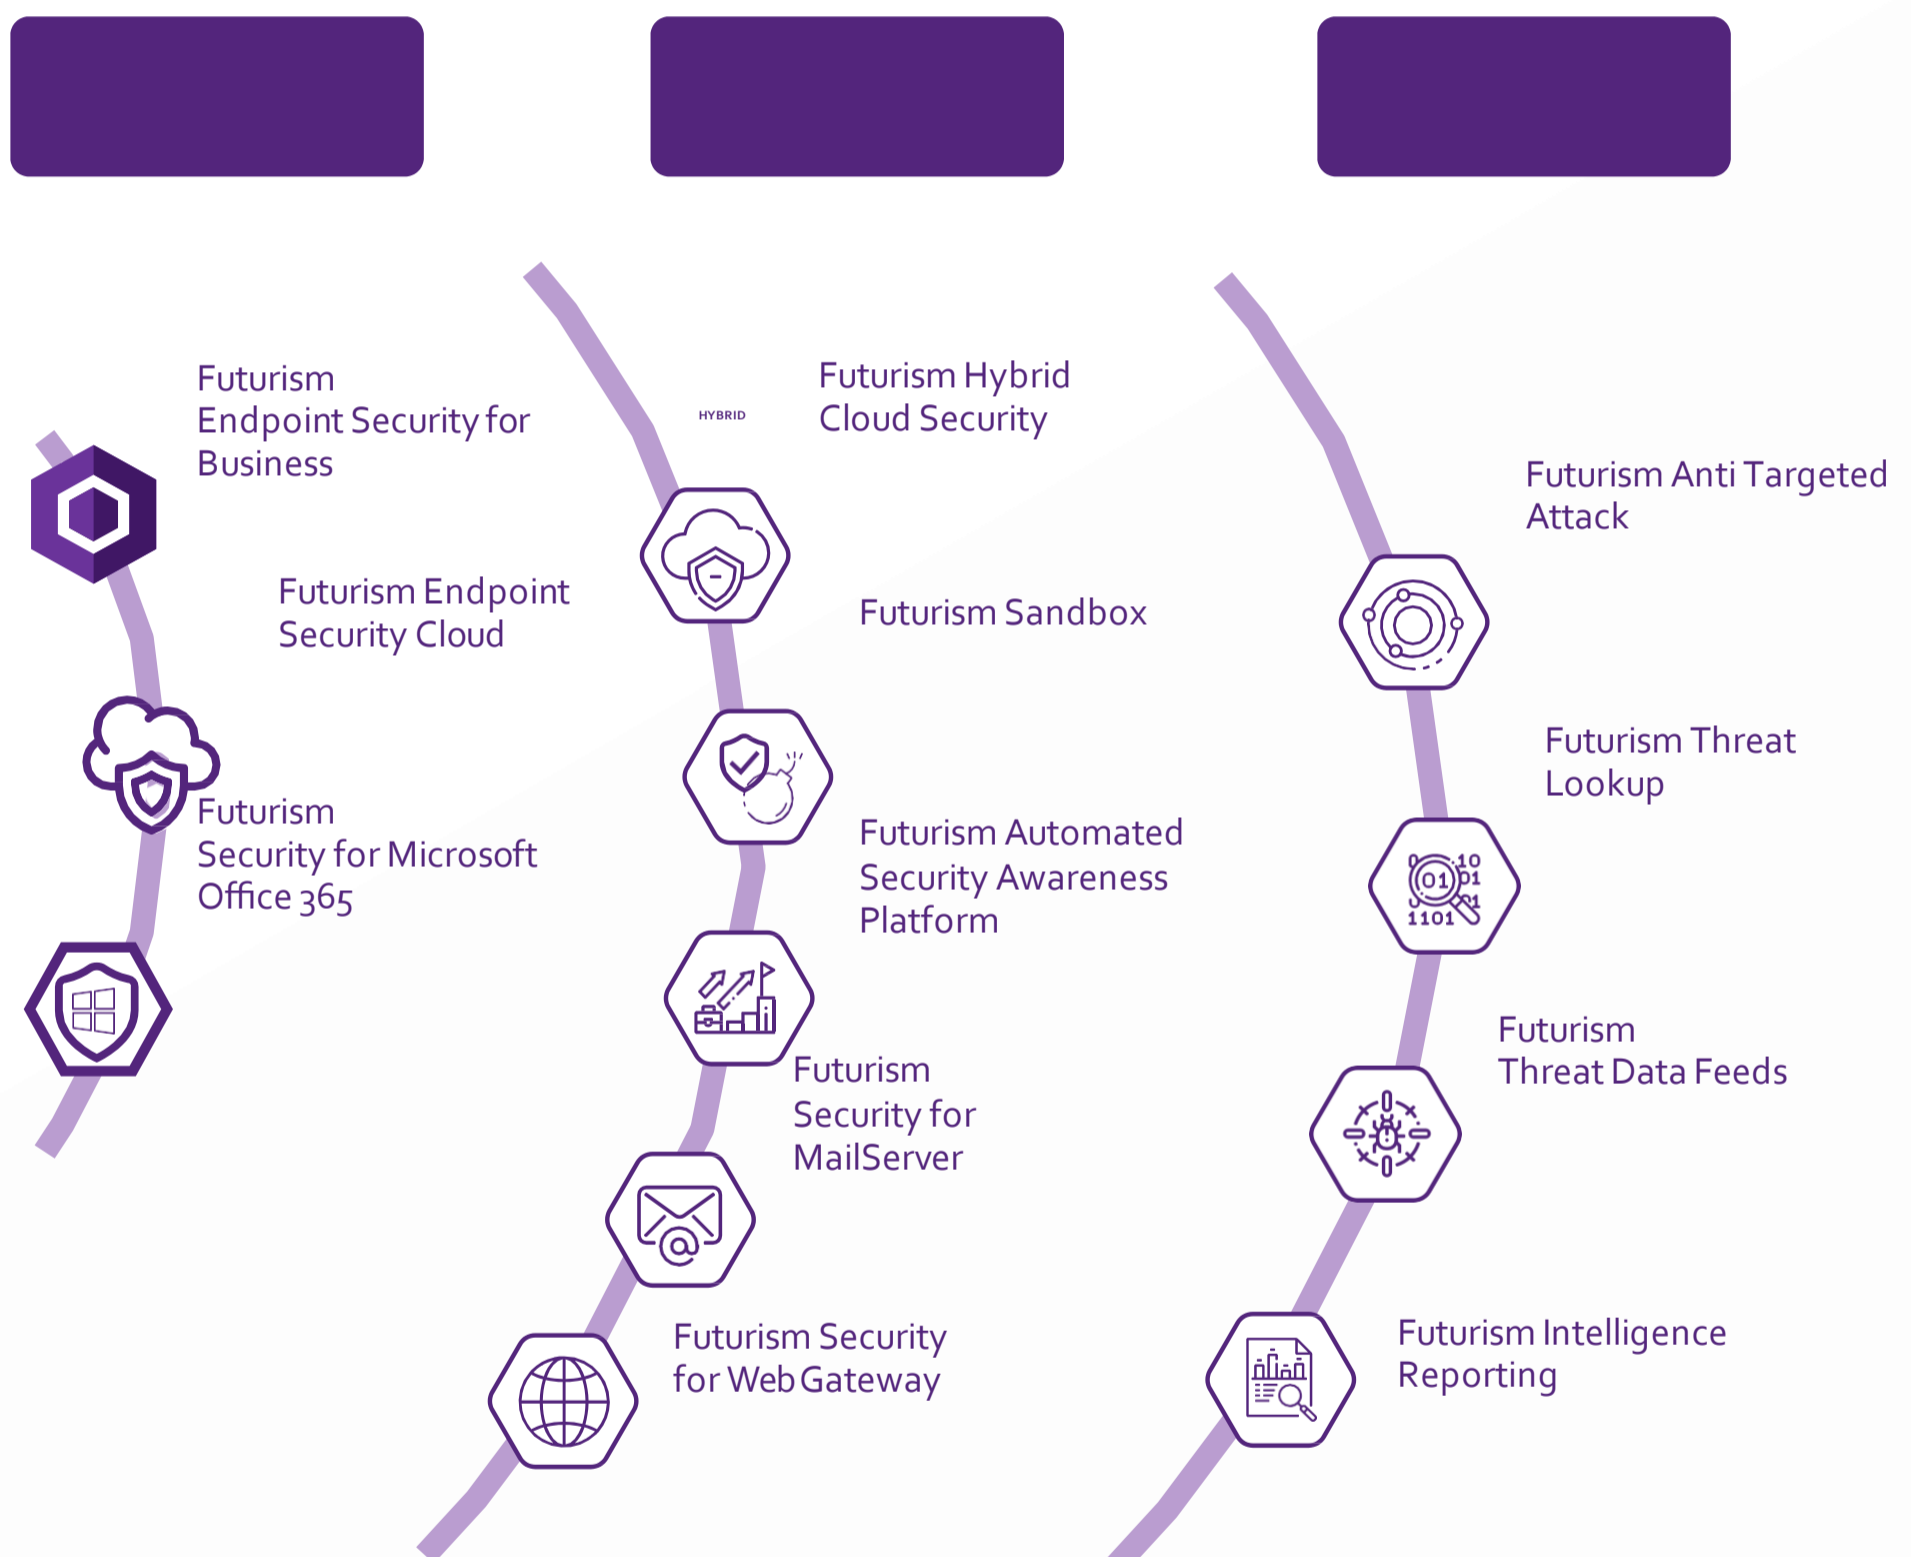 Futurism
Endpoint Security for
Business
Futurism Endpoint
Security Cloud
Futurism
Security for Microsoft
Office 365
HYBRID
Futurism Hybrid
Cloud Security
Futurism Sandbox
Futurism Automated
Security Awareness
Platform
Futurism
Security for
MailServer
Futurism Security
for Web Gateway
Futurism Anti Targeted
Attack
Futurism Threat
Lookup
10
01
01
1101
Futurism
Threat Data Feeds
Futurism Intelligence
Reporting